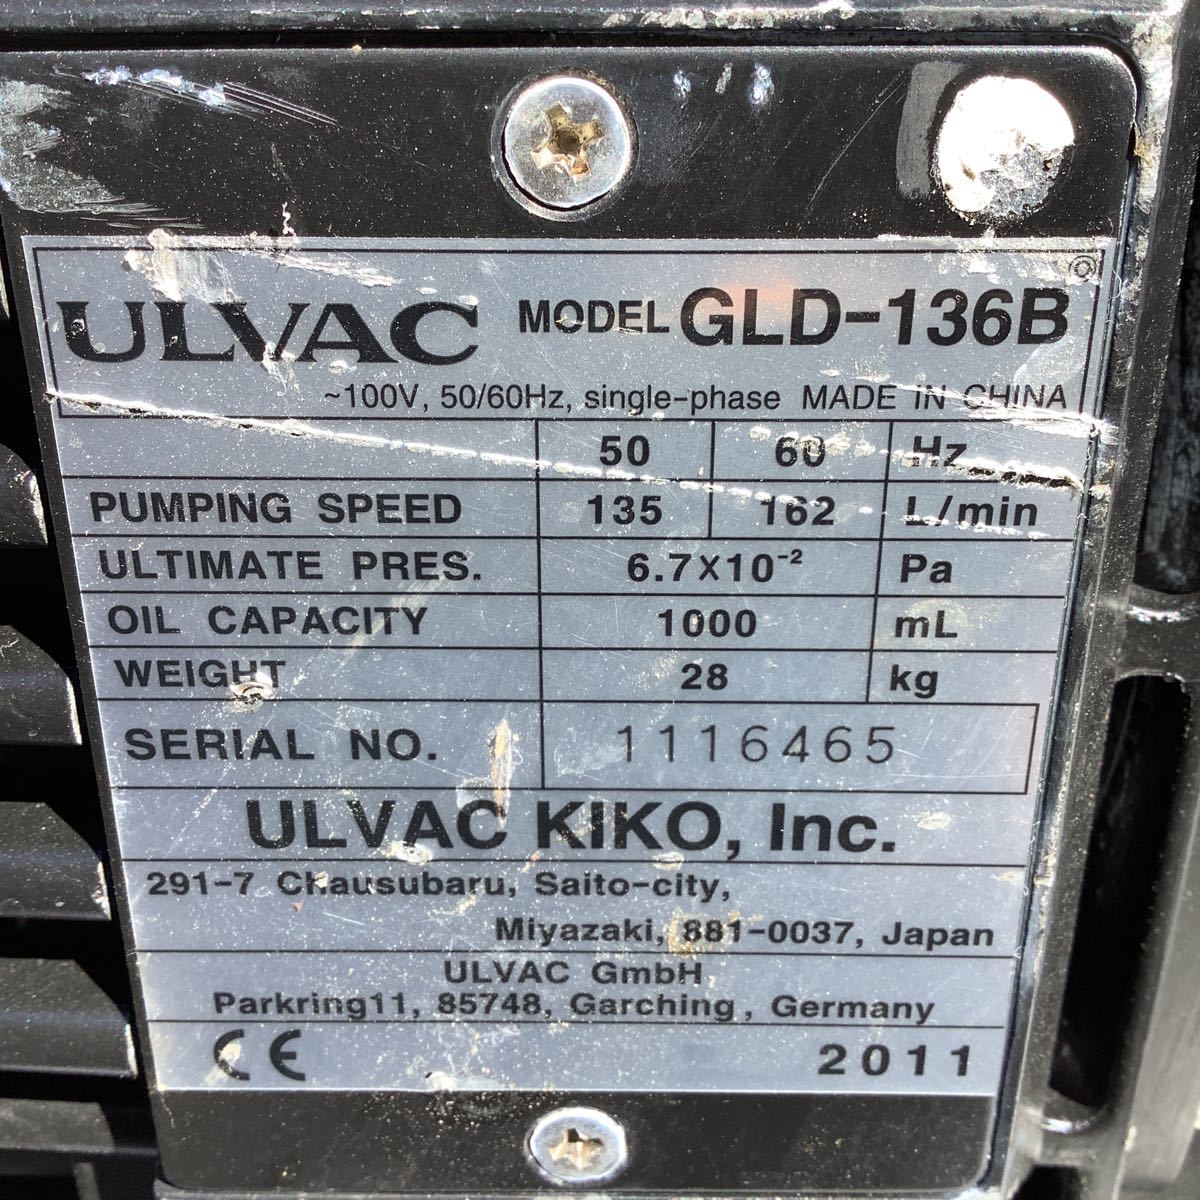 ULVAC MODEL GLD-136B
~100V, 50/60Hz, single-phase MADE IN CHINA
50 60 Hz
PUMPING SPEED 135 162 L/min
ULTIMATE PRES. 6.7X10⁻² Pa
OIL CAPACITY 1000 mL
WEIGHT 28 kg
SERIAL NO. 1116465
ULVAC KIKO, Inc.
291-7 Chausubaru, Saito-city,
Miyazaki, 881-0037, Japan
ULVAC GmbH
Parkring11, 85748, Garching, Germany
CE 2011